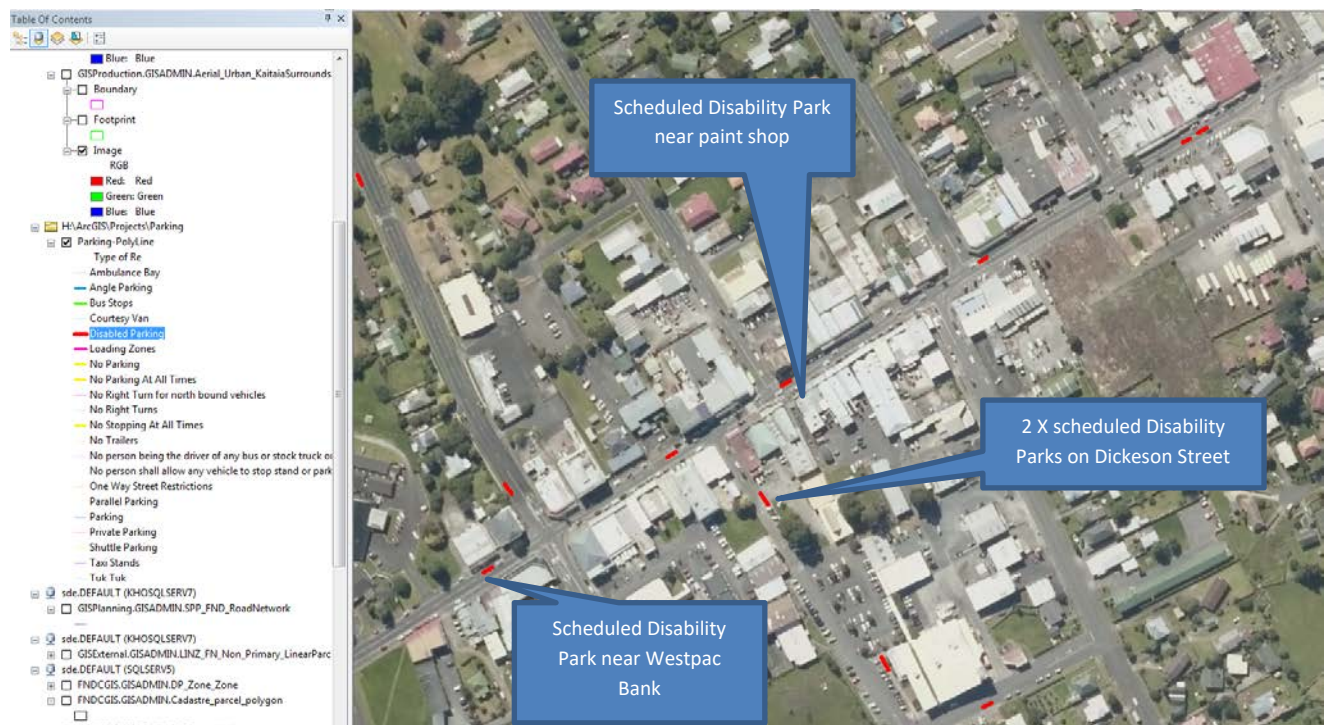 Table Of Contents
Blue: Blue
GISProduction.GISADMIN.Aerial_Urban_KaitaiaSurrounds
Boundary
Footprint
Image
RGB
Red: Red
Green: Green
Blue: Blue
H:\ArcGIS\Projects\Parking
Parking-PolyLine
Type of Re
Ambulance Bay
Angle Parking
Bus Stops
Courtesy Van
Disabled Parking
Loading Zones
No Parking
No Parking At All Times
No Right Turn for north bound vehicles
No Right Turns
No Stopping At All Times
No Trailers
No person being the driver of any bus or stock truck or
No person shall allow any vehicle to stop stand or park
One Way Street Restrictions
Parallel Parking
Parking
Private Parking
Shuttle Parking
Taxi Stands
Tuk Tuk
sde.DEFAULT (KHOSQLSERV7)
GISPlanning.GISADMIN.SPP_FND_RoadNetwork
sde.DEFAULT (KHOSQLSERV7)
GISExternal.GISADMIN.LINZ_FN_Non_Primary_LinearParc
sde.DEFAULT (SQLSERV5)
FNDCGIS.GISADMIN.DP_Zone_Zone
FNDCGIS.GISADMIN.Cadastre_parcel_polygon
Scheduled Disability Park
near paint shop
2 X scheduled Disability
Parks on Dickeson Street
Scheduled Disability
Park near Westpac
Bank